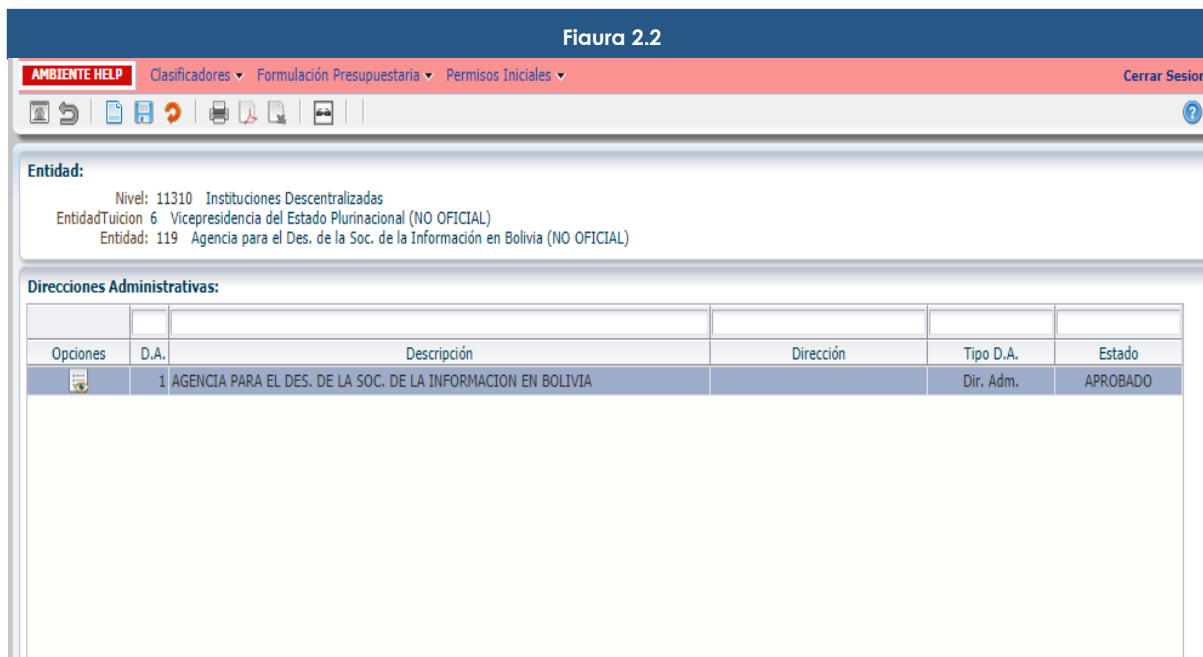 Figura 2.2
AMBIENTE HELP Clasificadores Formulación Presupuestaria Permisos Iniciales Cerrar Sesion
Entidad:
Nivel: 11310 Instituciones Descentralizadas
EntidadTuicion 6 Vicepresidencia del Estado Plurinacional (NO OFICIAL)
Entidad: 119 Agencia para el Des. de la Soc. de la Información en Bolivia (NO OFICIAL)
Direcciones Administrativas:
Opciones D.A. Descripción Dirección Tipo D.A. Estado
1 AGENCIA PARA EL DES. DE LA SOC. DE LA INFORMACION EN BOLIVIA Dir. Adm. APROBADO